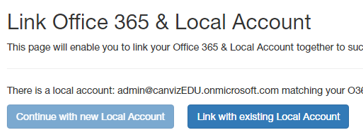 Link Office 365 & Local Account
This page will enable you to link your Office 365 & Local Account together to suc
There is a local account: admin@canvizEDU.onmicrosoft.com matching your O36
Continue with new Local Account
Link with existing Local Account